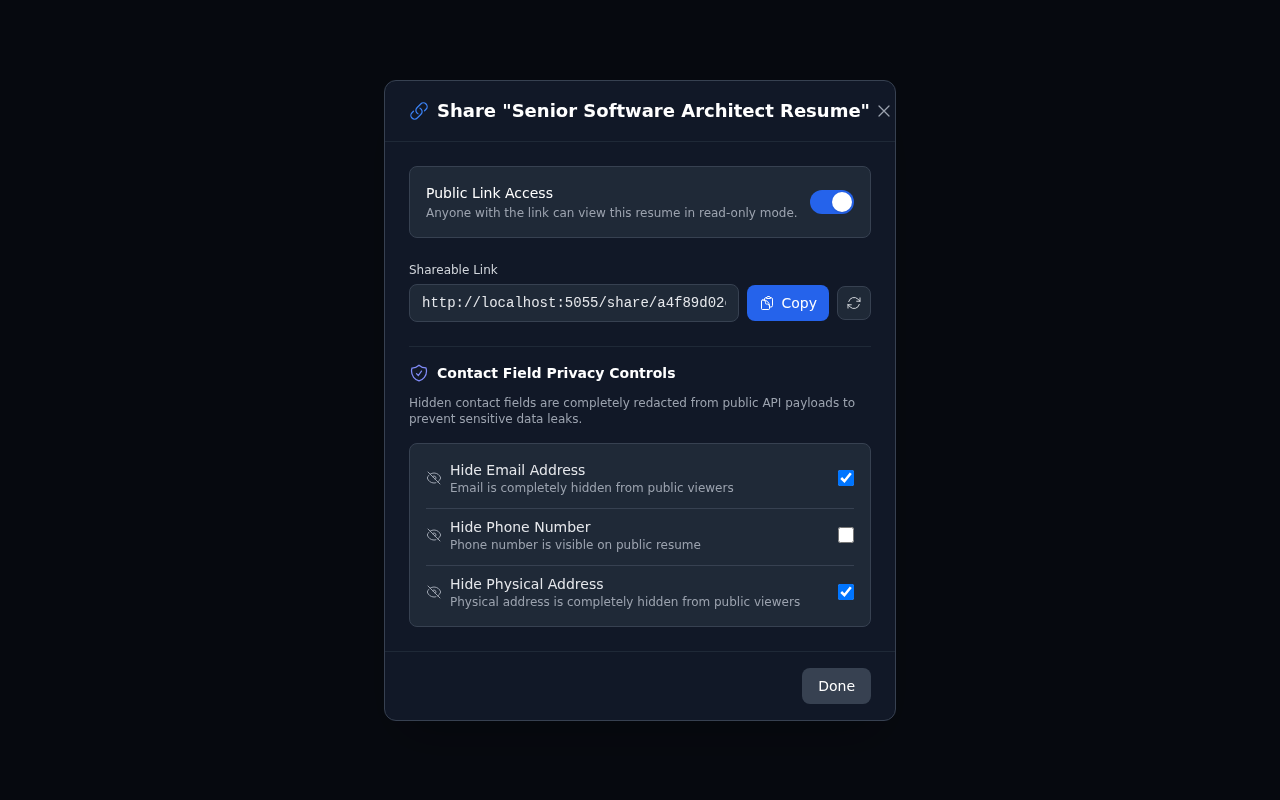 Share "Senior Software Architect Resume"
Public Link Access
Anyone with the link can view this resume in read-only mode.
Shareable Link
http://localhost:5055/share/a4f89d02
Copy
Contact Field Privacy Controls
Hidden contact fields are completely redacted from public API payloads to
prevent sensitive data leaks.
Hide Email Address
Email is completely hidden from public viewers
Hide Phone Number
Phone number is visible on public resume
Hide Physical Address
Physical address is completely hidden from public viewers
Done